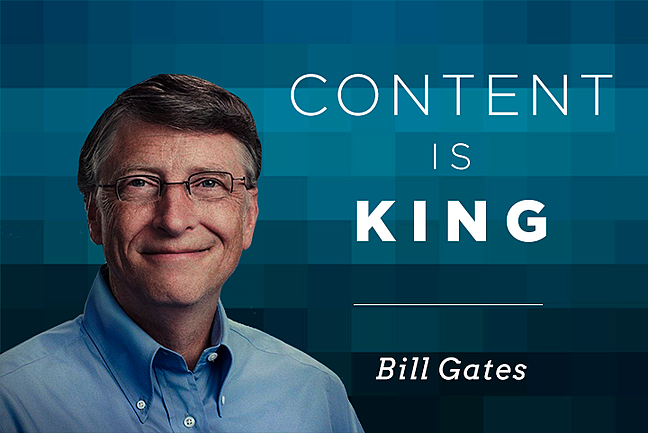 CONTENT
IS
KING
Bill Gates